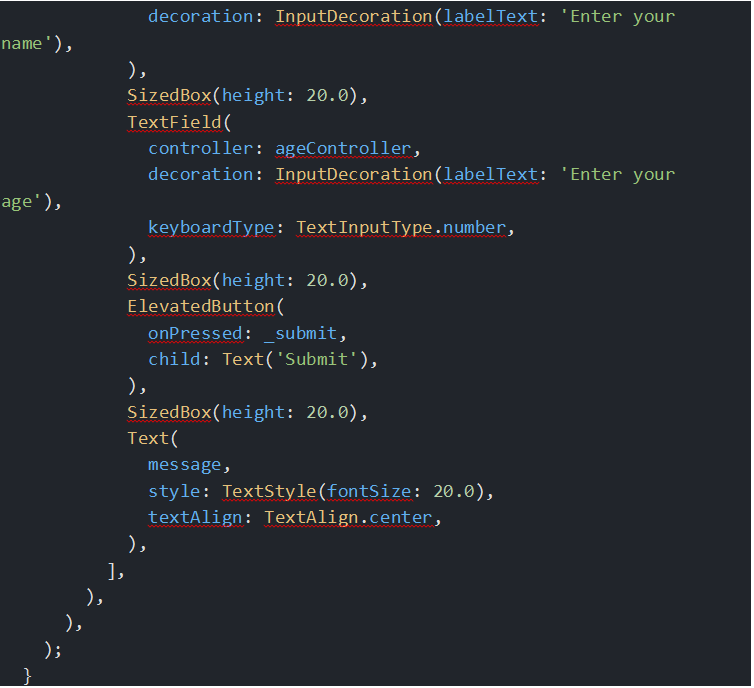 decoration: InputDecoration(labelText: 'Enter your
name'),
),
SizedBox(height: 20.0),
TextField(
controller: ageController,
decoration: InputDecoration(labelText: 'Enter your
age'),
keyboardType: TextInputType.number,
),
SizedBox(height: 20.0),
ElevatedButton(
onPressed: _submit,
child: Text('Submit'),
),
SizedBox(height: 20.0),
Text(
message,
style: TextStyle(fontSize: 20.0),
textAlign: TextAlign.center,
),
],
),
),
);
}